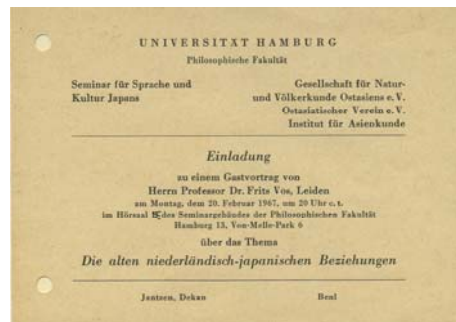 UNIVERSITÄT HAMBURG
Philosophische Fakultät
Seminar für Sprache und
Kultur Japans
Gesellschaft für Natur-
und Völkerkunde Ostasiens e.V.
Ostasiatischer Verein e.V.
Institut für Asienkunde
Einladung
zu einem Gastvortrag von
Herrn Professor Dr. Frits Vos, Leiden
am Montag, dem 20. Februar 1967, um 20 Uhr c. t.
im Hörsaal des Seminargebäudes der Philosophischen Fakultät
Hamburg 13, Von-Melle-Park 6
über das Thema
Die alten niederländisch-japanischen Beziehungen
Jantzen, Dekan
Benl